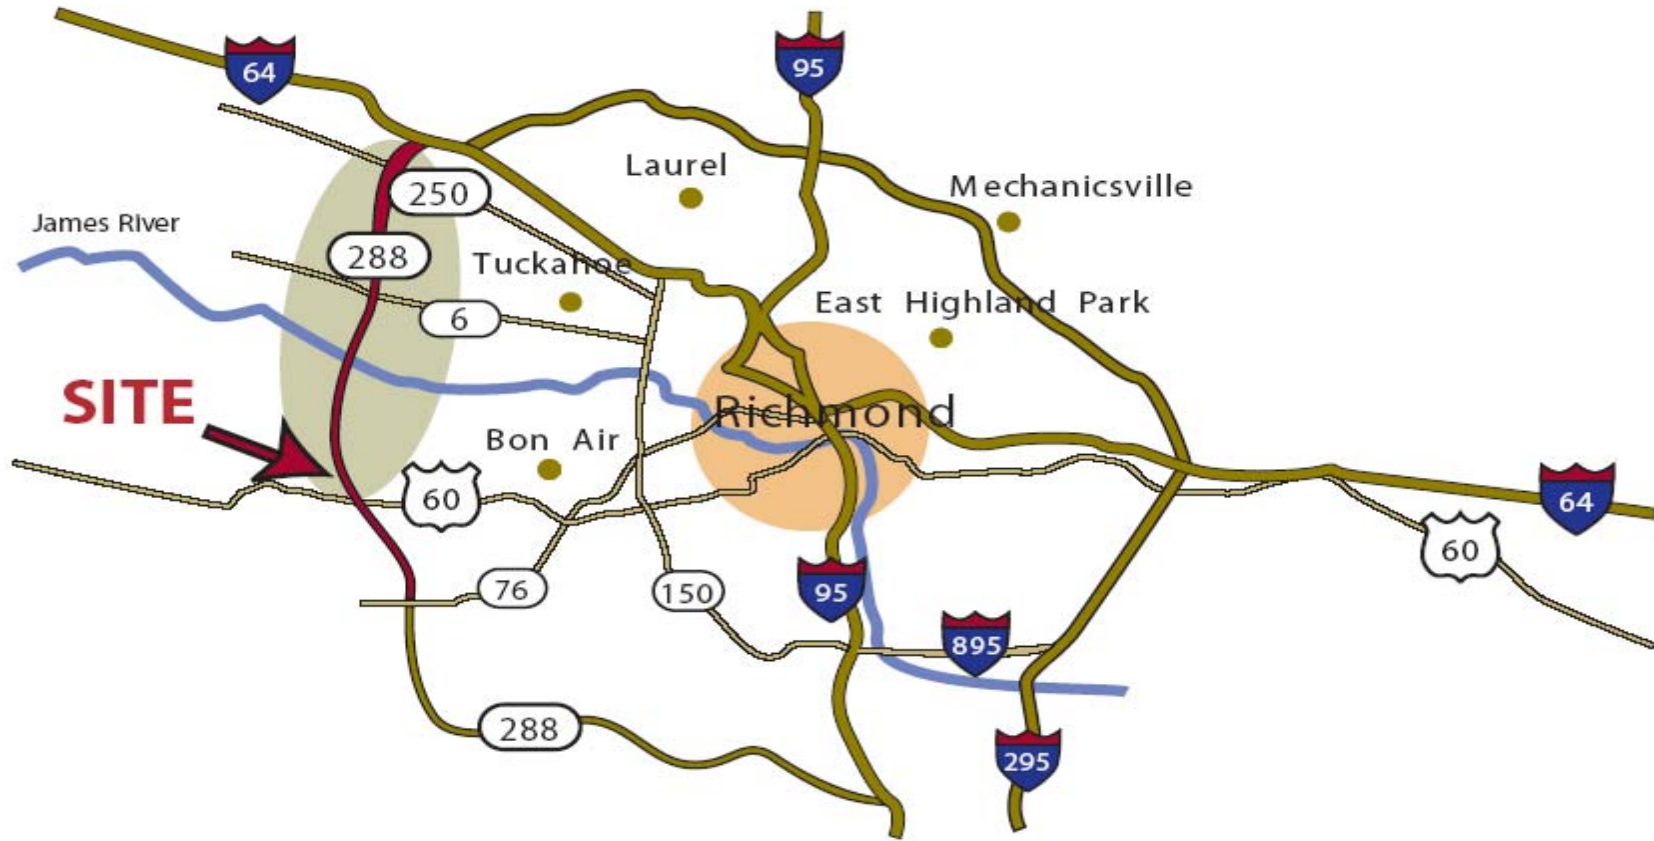 64
95
Laurel
Mechanicsville
250
James River
288
Tuckahoe
6
East Highland Park
SITE
Richmond
Bon Air
60
64
60
76
150
95
895
288
295